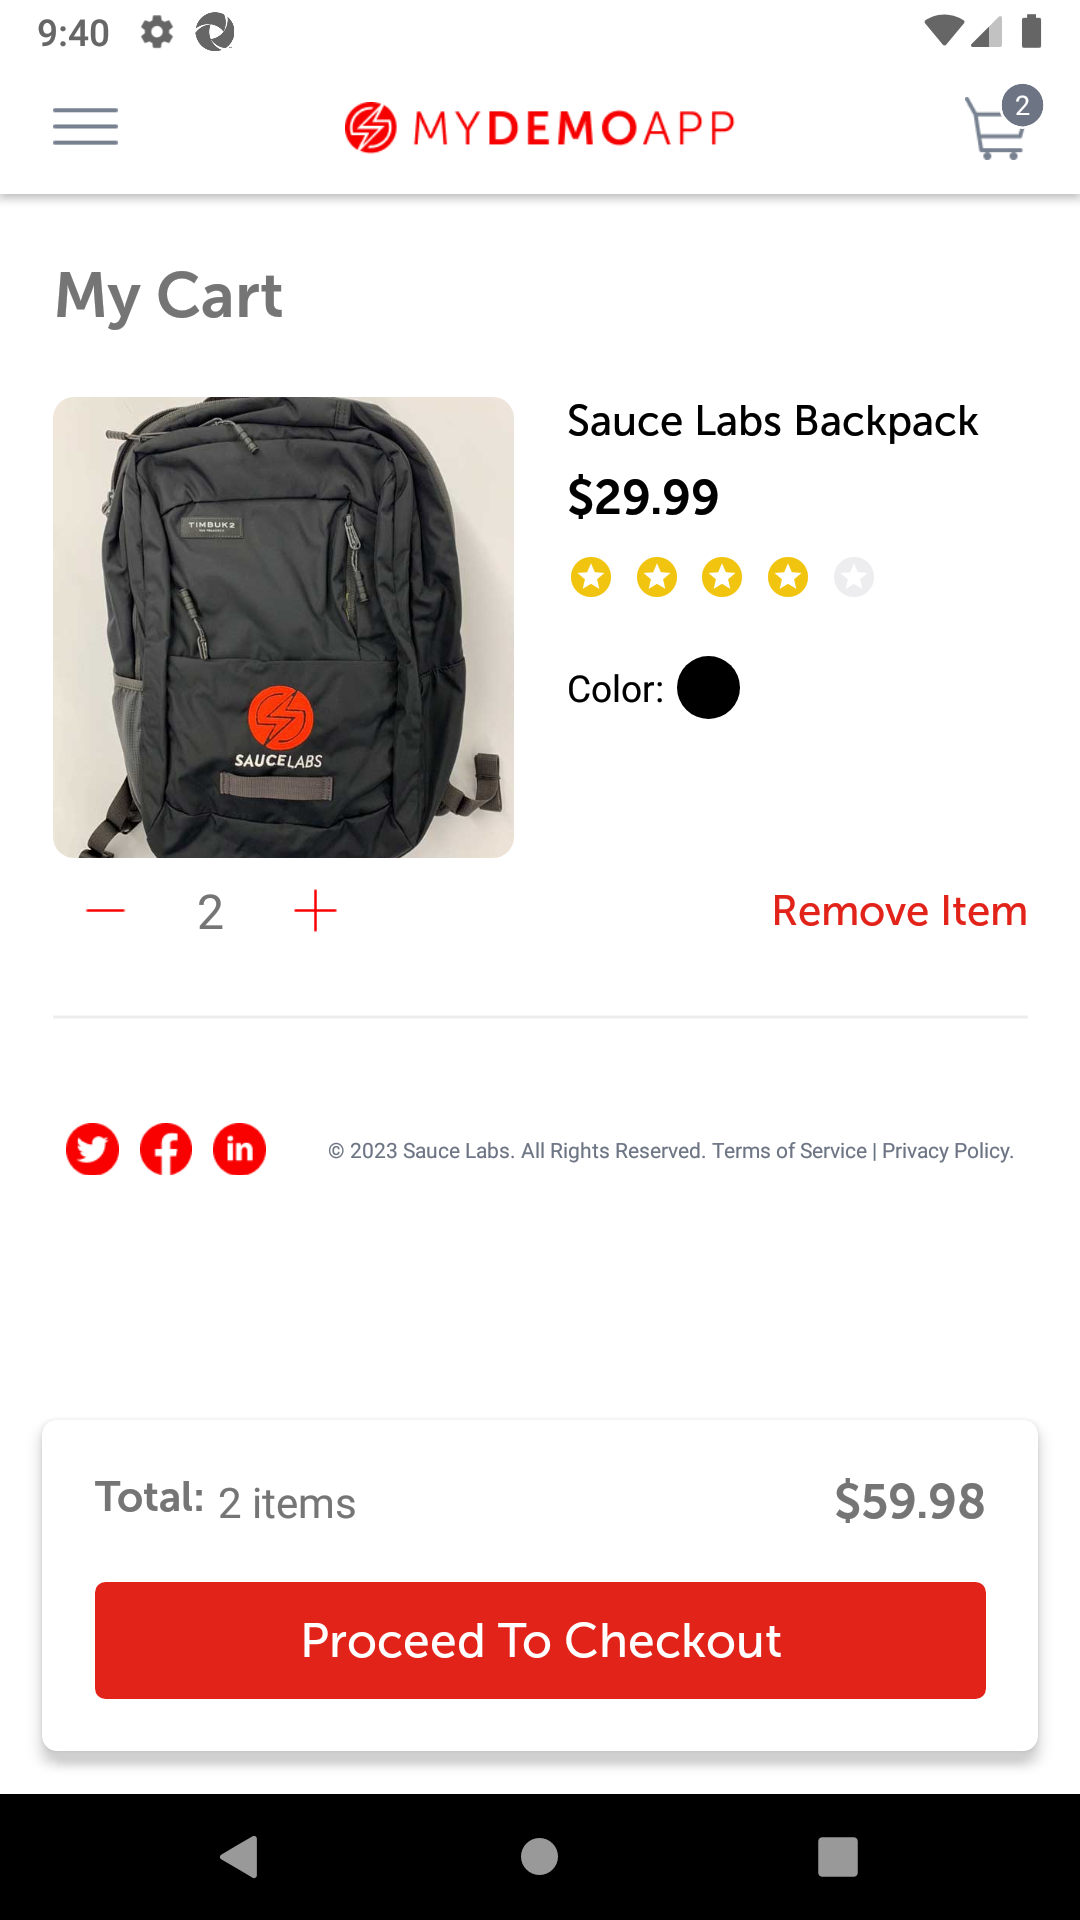 9:40
MYDEMOAPP
2
My Cart
TIMBUK2
SAUCELABS
Sauce Labs Backpack
$29.99
Color:
2
Remove Item
© 2023 Sauce Labs. All Rights Reserved. Terms of Service | Privacy Policy.
Total: 2 items
$59.98
Proceed To Checkout